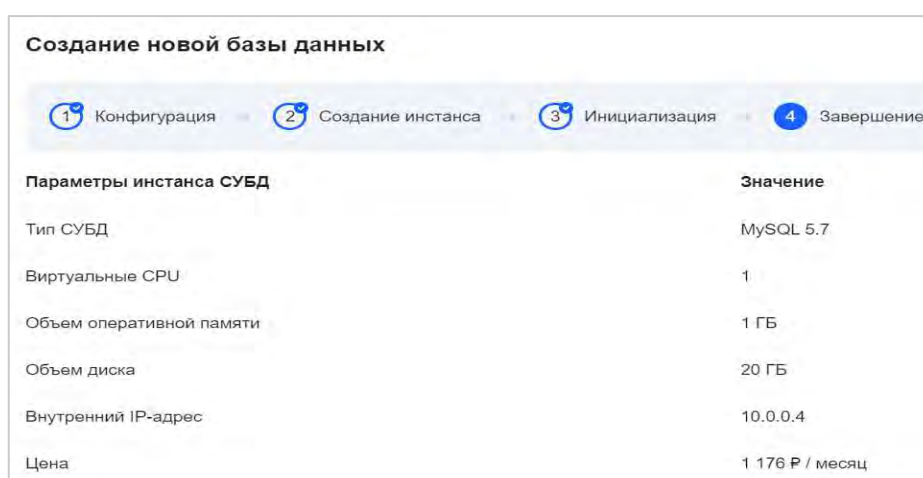 Создание новой базы данных
1 Конфигурация 2 Создание инстанса 3 Инициализация 4 Завершение
Параметры инстанса СУБД Значение
Тип СУБД MySQL 5.7
Виртуальные CPU 1
Объем оперативной памяти 1 ГБ
Объем диска 20 ГБ
Внутренний IP-адрес 10.0.0.4
Цена 1 176 ₽ / месяц